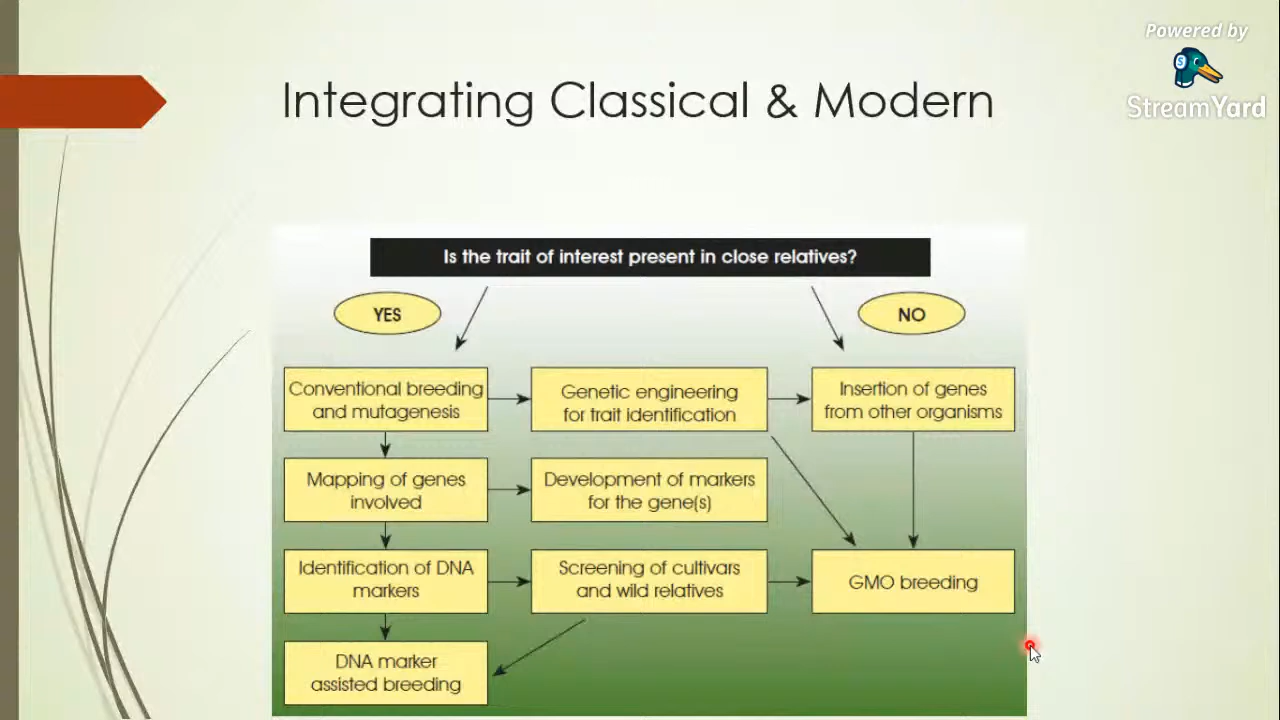 Powered by
StreamYard
Integrating Classical & Modern
Is the trait of interest present in close relatives?
YES
NO
Conventional breeding
and mutagenesis
Genetic engineering
for trait identification
Insertion of genes
from other organisms
Mapping of genes
involved
Development of markers
for the gene(s)
Identification of DNA
markers
Screening of cultivars
and wild relatives
GMO breeding
DNA marker
assisted breeding